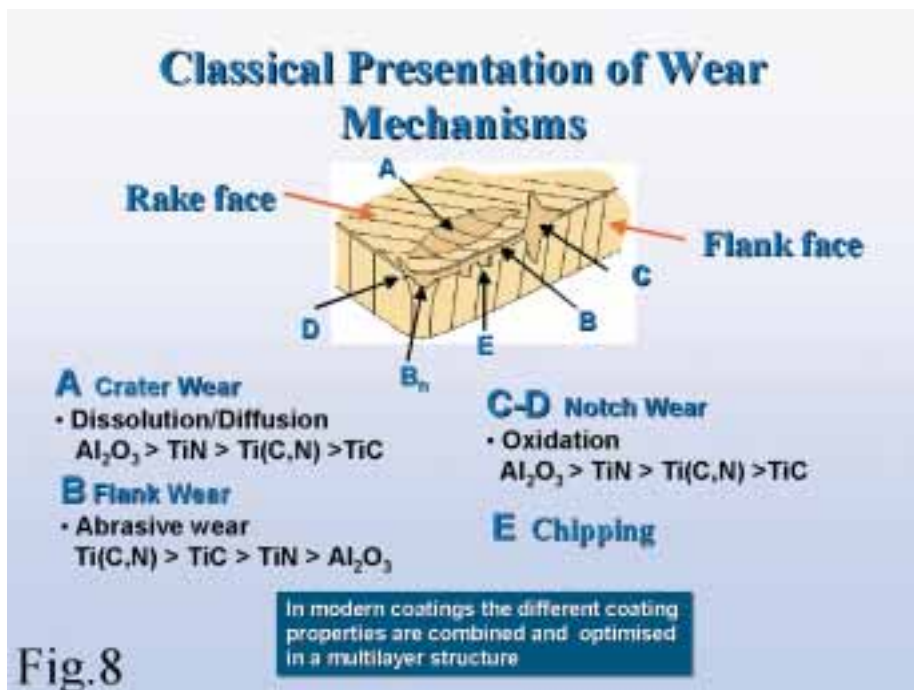 Classical Presentation of Wear
Mechanisms
A
Rake face
Flank face
C
D
B
E
Bn
A Crater Wear
• Dissolution/Diffusion
Al₂O₃ > TiN > Ti(C,N) >TiC
B Flank Wear
• Abrasive wear
Ti(C,N) > TiC > TiN > Al₂O₃
C-D Notch Wear
• Oxidation
Al₂O₃ > TiN > Ti(C,N) >TiC
E Chipping
In modern coatings the different coating
properties are combined and optimised
in a multilayer structure
Fig.8